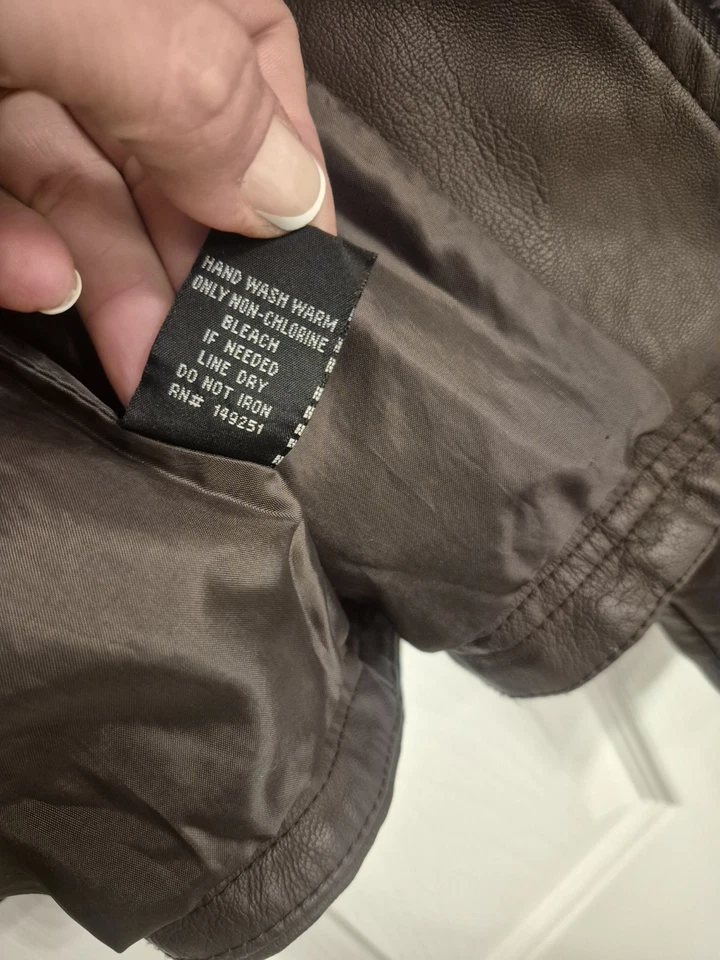 HAND WASH WARM
ONLY NON-CHLORINE
BLEACH
IF NEEDED
LINE DRY
DO NOT IRON
RN# 149251